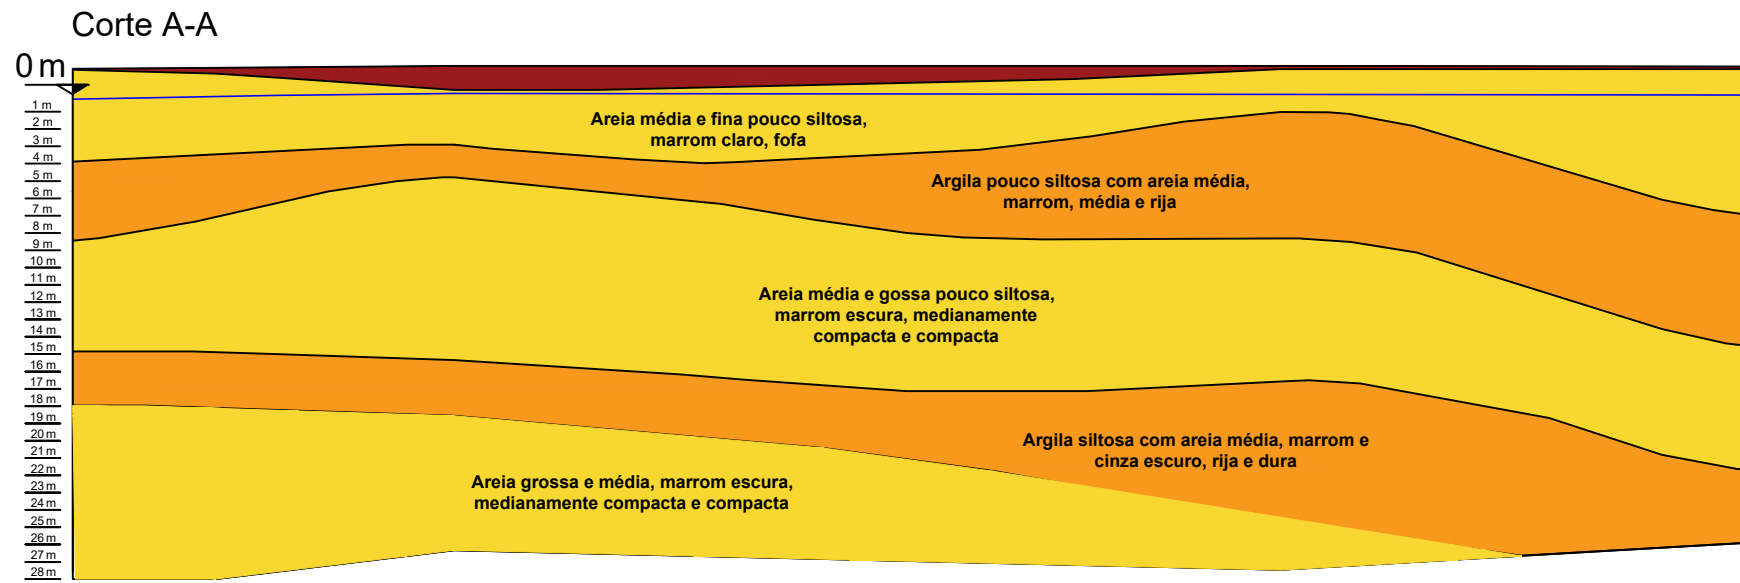 Corte A-A
0 m
1 m
2 m
3 m
4 m
5 m
6 m
7 m
8 m
9 m
10 m
11 m
12 m
13 m
14 m
15 m
16 m
17 m
18 m
19 m
20 m
21 m
22 m
23 m
24 m
25 m
26 m
27 m
28 m
Areia média e fina pouco siltosa,
marrom claro, fofa
Argila pouco siltosa com areia média,
marrom, média e rija
Areia média e gossa pouco siltosa,
marrom escura, medianamente
compacta e compacta
Argila siltosa com areia média, marrom e
cinza escuro, rija e dura
Areia grossa e média, marrom escura,
medianamente compacta e compacta